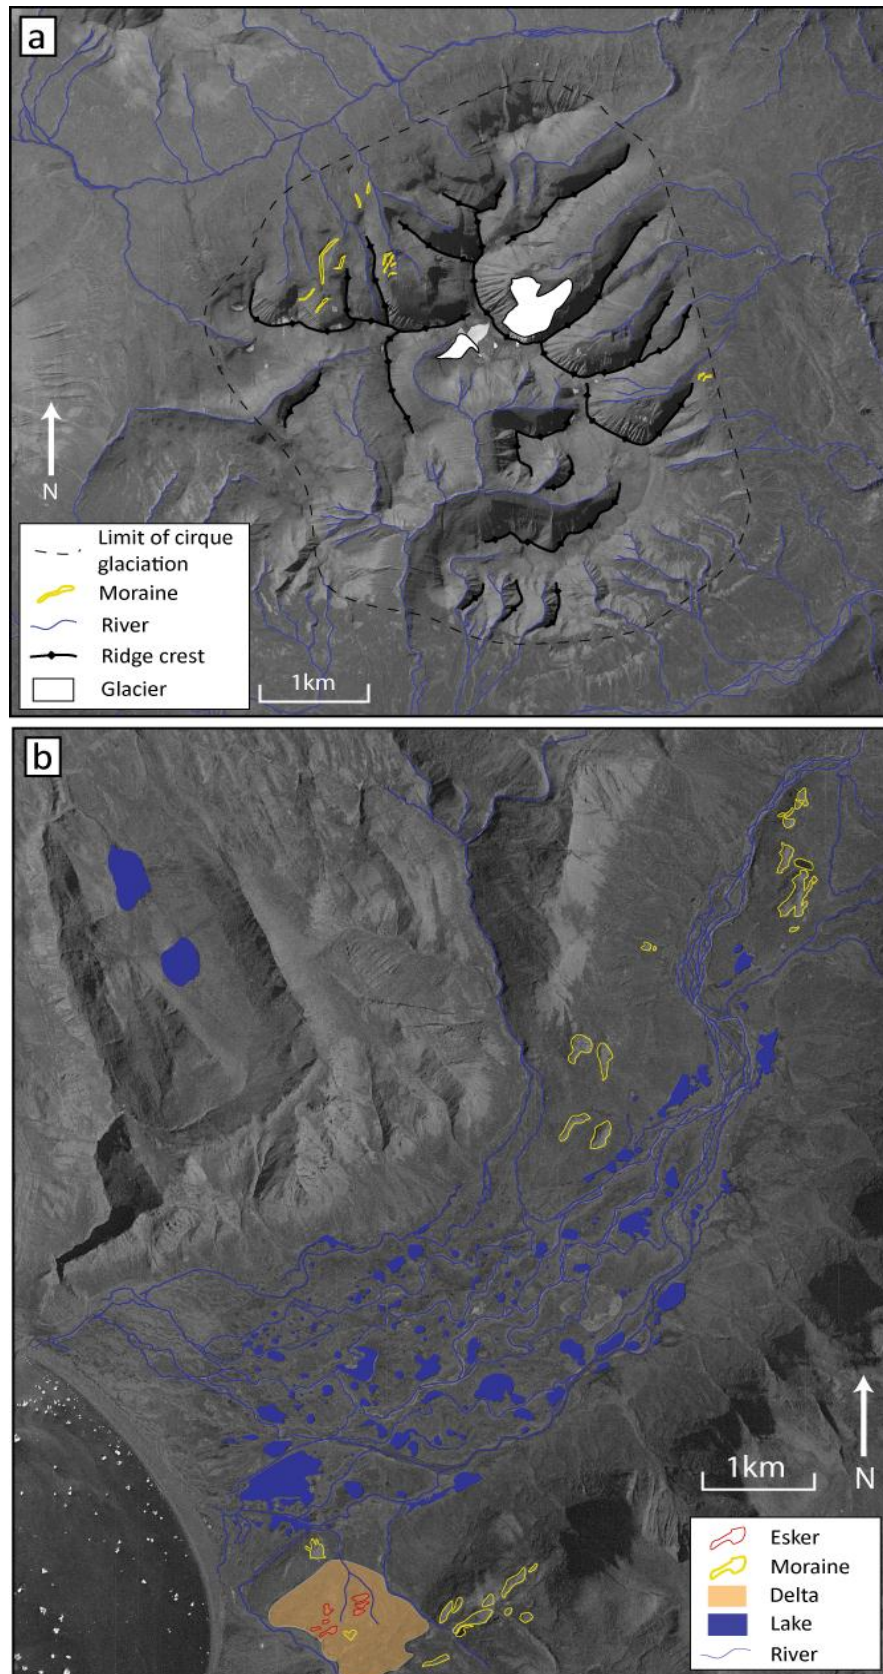 a
N
Limit of cirque
glaciation
Moraine
River
Ridge crest
Glacier
1km
b
1km
N
Esker
Moraine
Delta
Lake
River